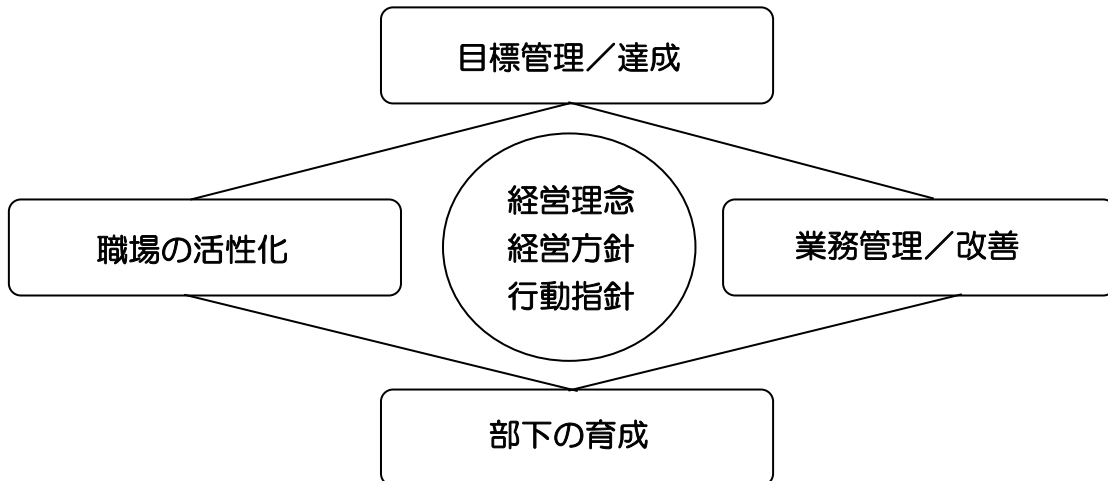 目標管理／達成
経営理念
経営方針
行動指針
職場の活性化
業務管理／改善
部下の育成